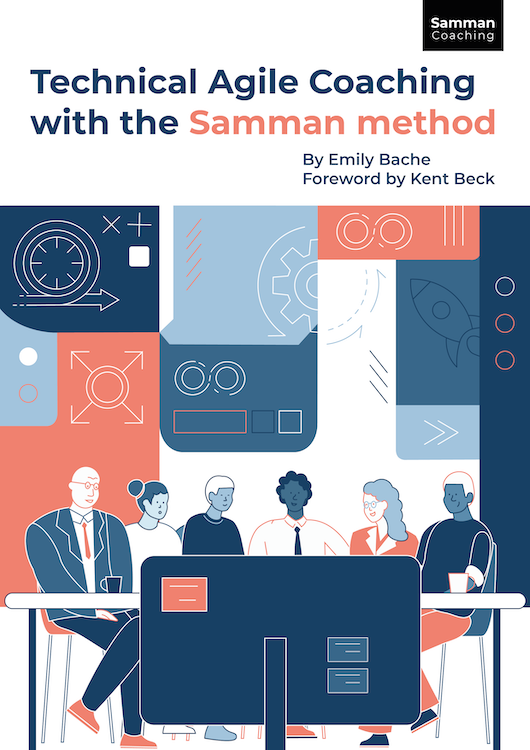 Samman
Coaching
Technical Agile Coaching
with the Samman method
By Emily Bache
Foreword by Kent Beck